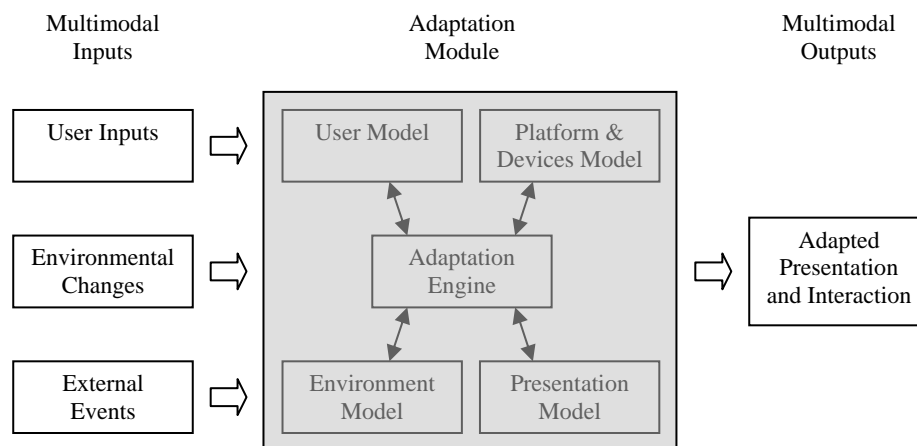 Multimodal
Inputs
Adaptation
Module
Multimodal
Outputs
User Inputs
User Model
Platform &
Devices Model
Environmental
Changes
Adaptation
Engine
Adapted
Presentation
and Interaction
External
Events
Environment
Model
Presentation
Model